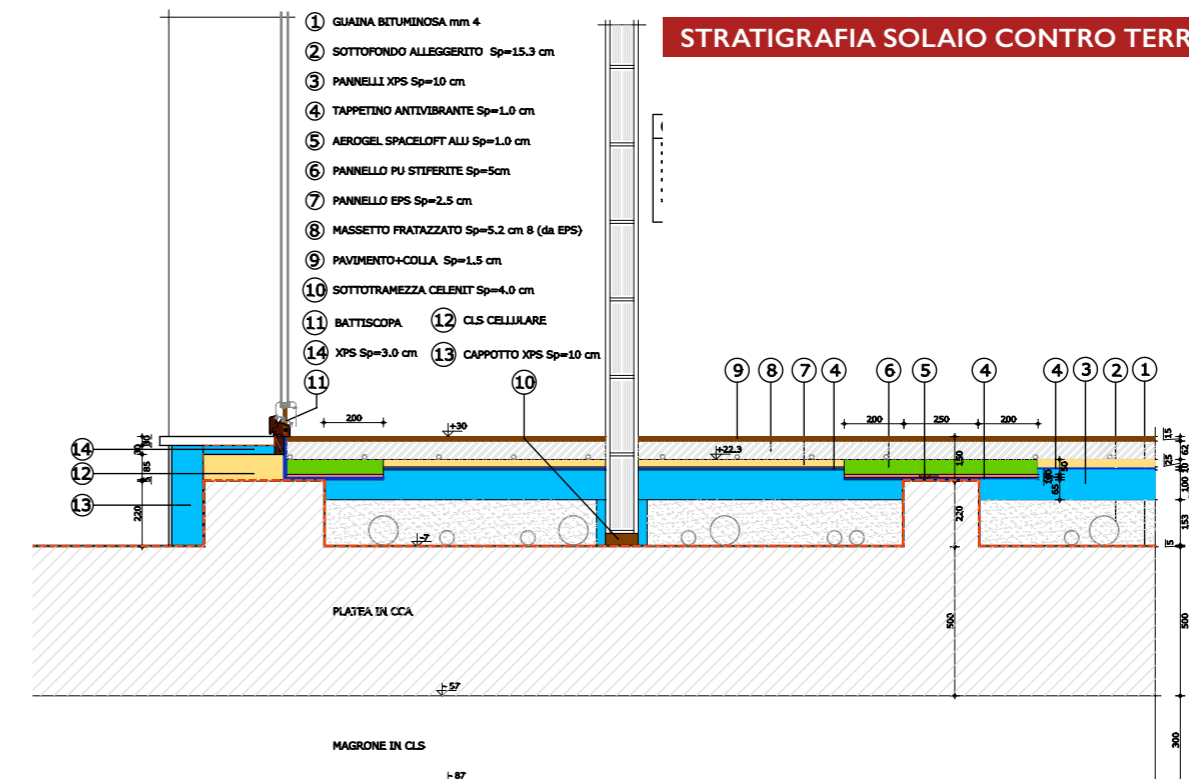 STRATIGRAFIA SOLAIO CONTRO TERR
1 GUAINA BITUMINOSA mm 4
2 SOTTOFONDO ALLEGGERITO Sp=15.3 cm
3 PANNELLI XPS Sp=10 cm
4 TAPPETINO ANTIVIBRANTE Sp=1.0 cm
5 AEROGEL SPACELOFT ALU Sp=1.0 cm
6 PANNELLO PU STIFERITE Sp=5cm
7 PANNELLO EPS Sp=2.5 cm
8 MASSETTO FRATAZZATO Sp=5.2 cm 8 (da EPS)
9 PAVIMENTO+COLLA Sp=1.5 cm
10 SOTTOTRAMEZZA CELENIT Sp=4.0 cm
11 BATTISCOPA 12 CLS CELLULARE
14 XPS Sp=3.0 cm 13 CAPPOTTO XPS Sp=10 cm
11 10 9 8 7 4 6 5 4 4 3 2 1
200 200 250 200
+30
+22.3
14
12
13
85
220
150
50
65
220
500
15
62
25
10
100
153
5
500
300
-7
PLATEA IN CCA
-57
MAGRONE IN CLS
-87